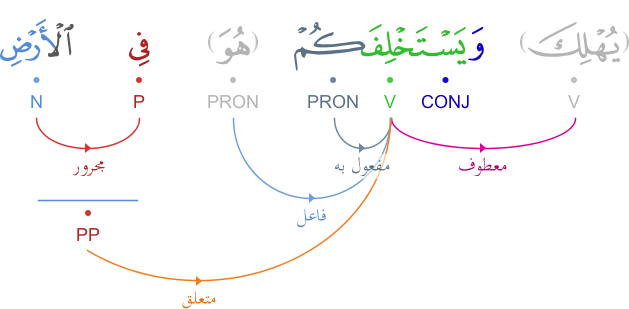 (يُهْلِكَ) وَيَسْتَخْلِفَكُمْ (هُوَ) فِي ٱلْأَرْضِ
V CONJ V PRON PRON P N
معطوف مفعول به مجرور
فاعل
PP
متعلق